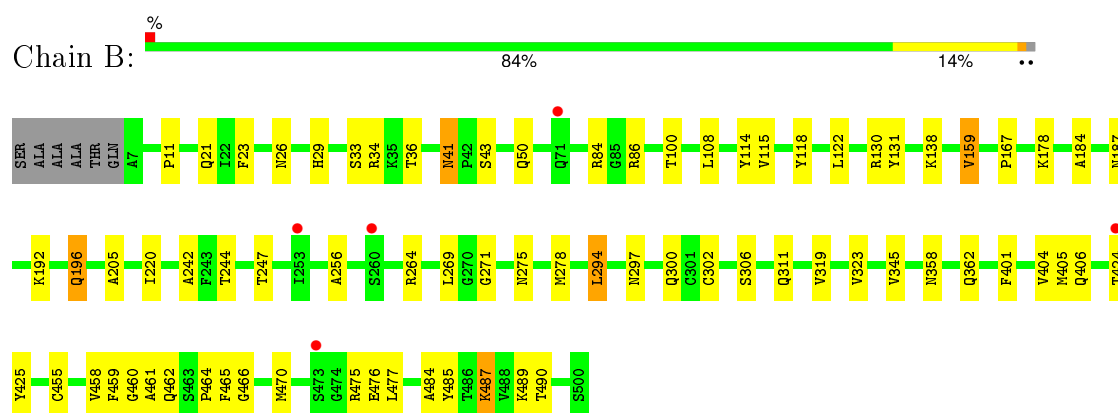 %
Chain B:
84% 14% ••
SER ALA ALA ALA THR GLN A7 P11 Q21 I22 F23 N26 H29 S33 R34 K35 T36 N41 P42 S43 Q50 Q71 R84 G85 R86 T100 L108 Y114 V115 Y118 L122 R130 Y131 K138 V159 P167 K178 A184 N187
K192 Q196 A205 I220 A242 F243 T244 T247 I253 A256 S260 R264 L269 G270 G271 N275 M278 L294 N297 Q300 C301 C302 S306 Q311 V319 V323 V345 N358 Q362 F401 V404 M405 Q406 T424
Y425 C455 V458 F459 G460 A461 Q462 S463 P464 F465 G466 M470 S473 G474 R475 E476 L477 A484 Y485 T486 K487 V488 K489 T490 S500